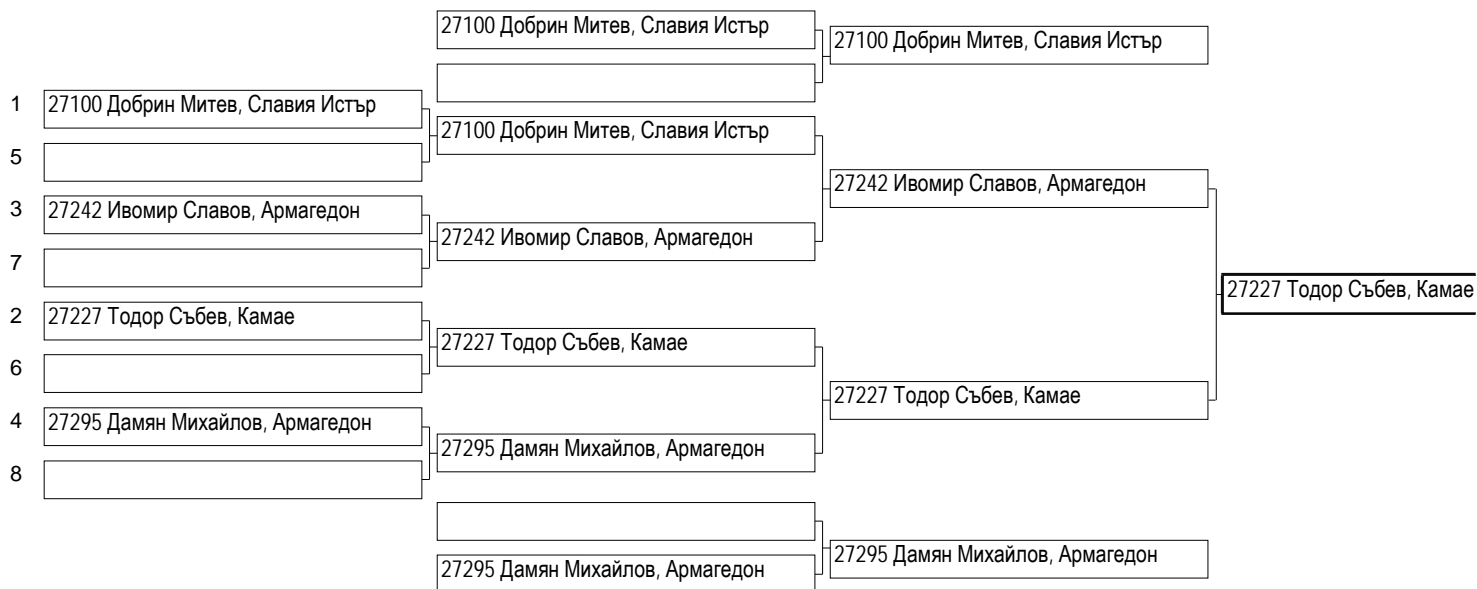 27100 Добрин Митев, Славия Истър
27100 Добрин Митев, Славия Истър
1 27100 Добрин Митев, Славия Истър
27100 Добрин Митев, Славия Истър
5
27242 Ивомир Славов, Армагедон
3 27242 Ивомир Славов, Армагедон
27242 Ивомир Славов, Армагедон
7
27227 Тодор Събев, Камае
2 27227 Тодор Събев, Камае
27227 Тодор Събев, Камае
6
27227 Тодор Събев, Камае
4 27295 Дамян Михайлов, Армагедон
27295 Дамян Михайлов, Армагедон
8
27295 Дамян Михайлов, Армагедон
27295 Дамян Михайлов, Армагедон